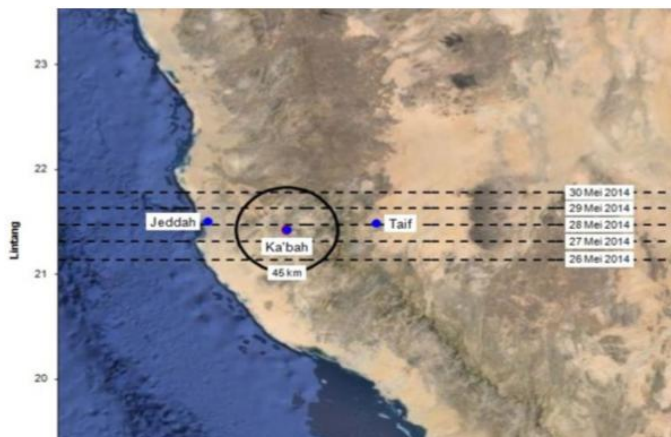 23
22
21
20
Lintang
30 Mei 2014
29 Mei 2014
28 Mei 2014
27 Mei 2014
26 Mei 2014
Jeddah
Ka'bah
Taif
45 km